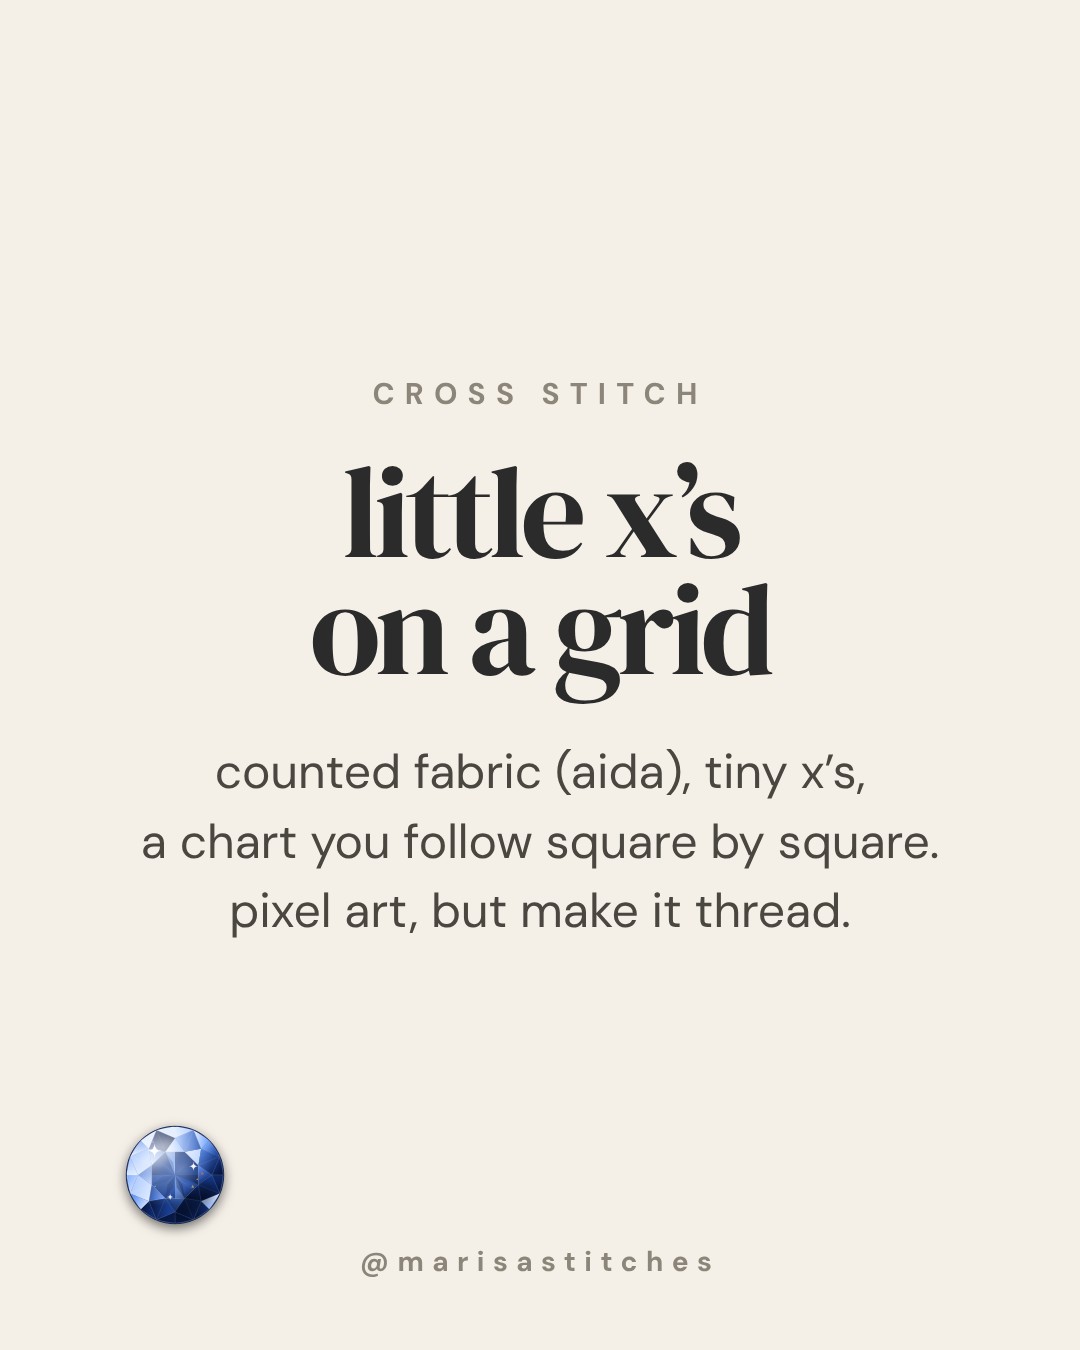 CROSS STITCH
little x’s
on a grid
counted fabric (aida), tiny x’s,
a chart you follow square by square.
pixel art, but make it thread.
@marisastitches